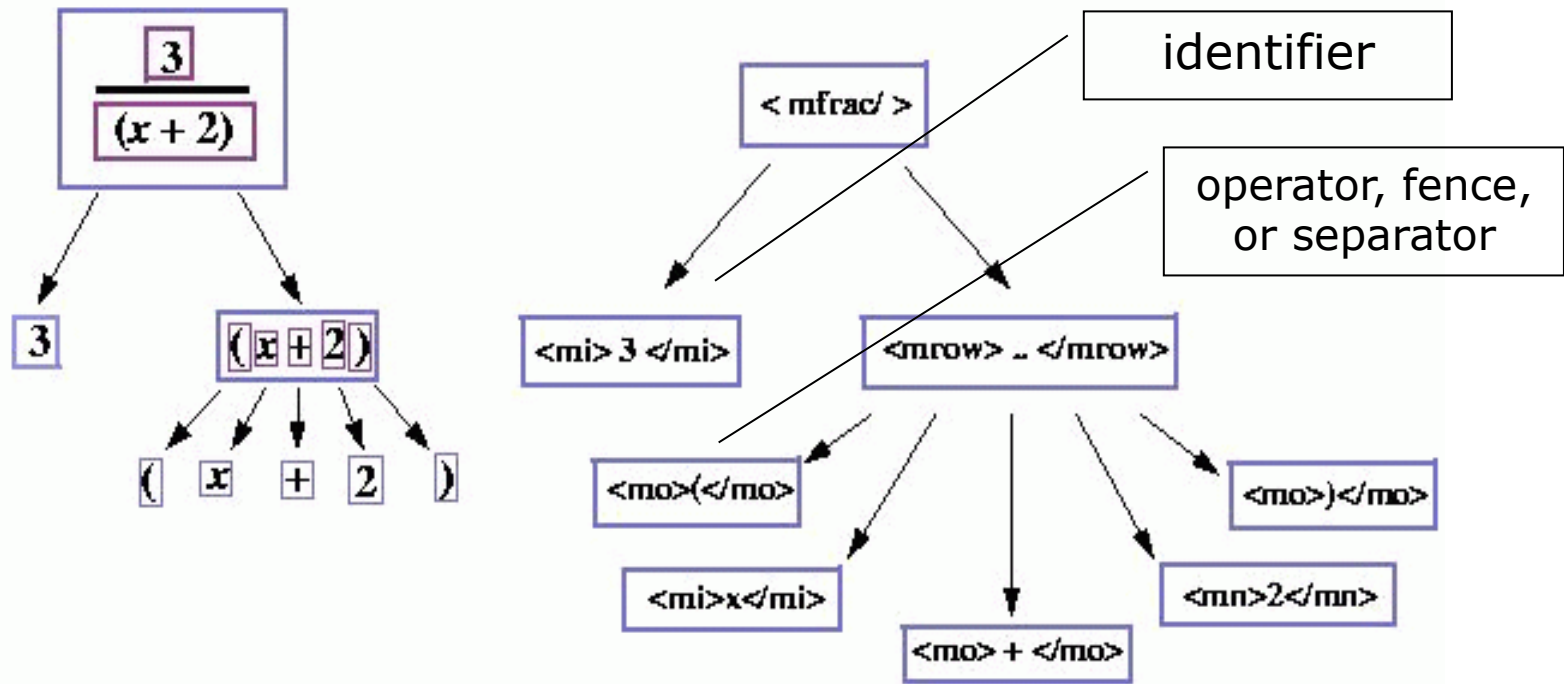 3
(x + 2)
3
(x+2)
( x + 2 )
< mfrac/ >
identifier
operator, fence,
or separator
<mi> 3 </mi>
<mrow> .. </mrow>
<mo>(</mo>
<mo>)</mo>
<mi>x</mi>
<mn>2</mn>
<mo> + </mo>